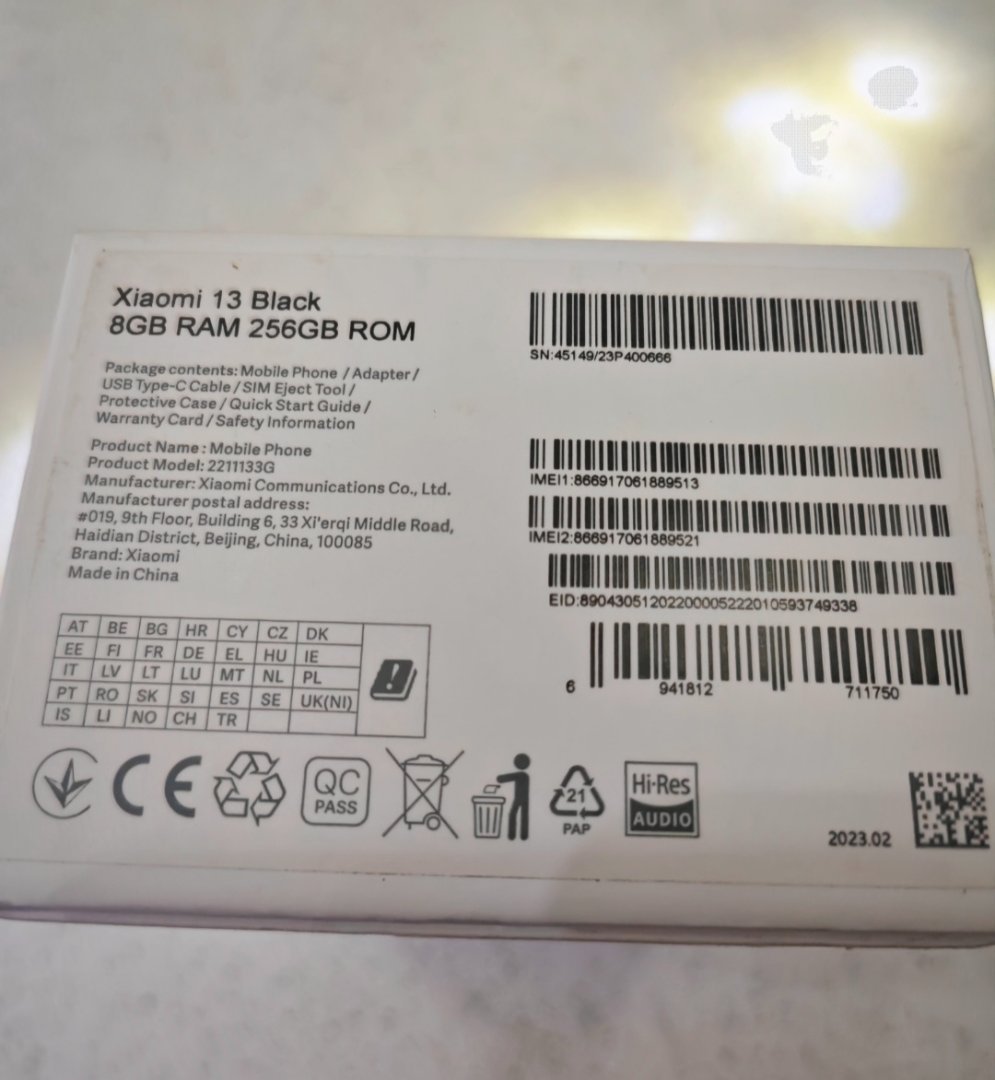 Xiaomi 13 Black
8GB RAM 256GB ROM
Package contents: Mobile Phone / Adapter /
USB Type-C Cable / SIM Eject Tool /
Protective Case / Quick Start Guide /
Warranty Card / Safety Information
Product Name : Mobile Phone
Product Model: 2211133G
Manufacturer: Xiaomi Communications Co., Ltd.
Manufacturer postal address:
#019, 9th Floor, Building 6, 33 Xi'erqi Middle Road,
Haidian District, Beijing, China, 100085
Brand: Xiaomi
Made in China
AT BE BG HR CY CZ DK
EE FI FR DE EL HU IE
IT LV LT LU MT NL PL
PT RO SK SI ES SE UK(NI)
IS LI NO CH TR
SN:45149/23P400666
IMEI1:866917061889513
IMEI2:866917061889521
EID:89043051202200005222010593749338
6 941812 711750
CE
QC
PASS
21
PAP
Hi-Res
AUDIO
2023.02